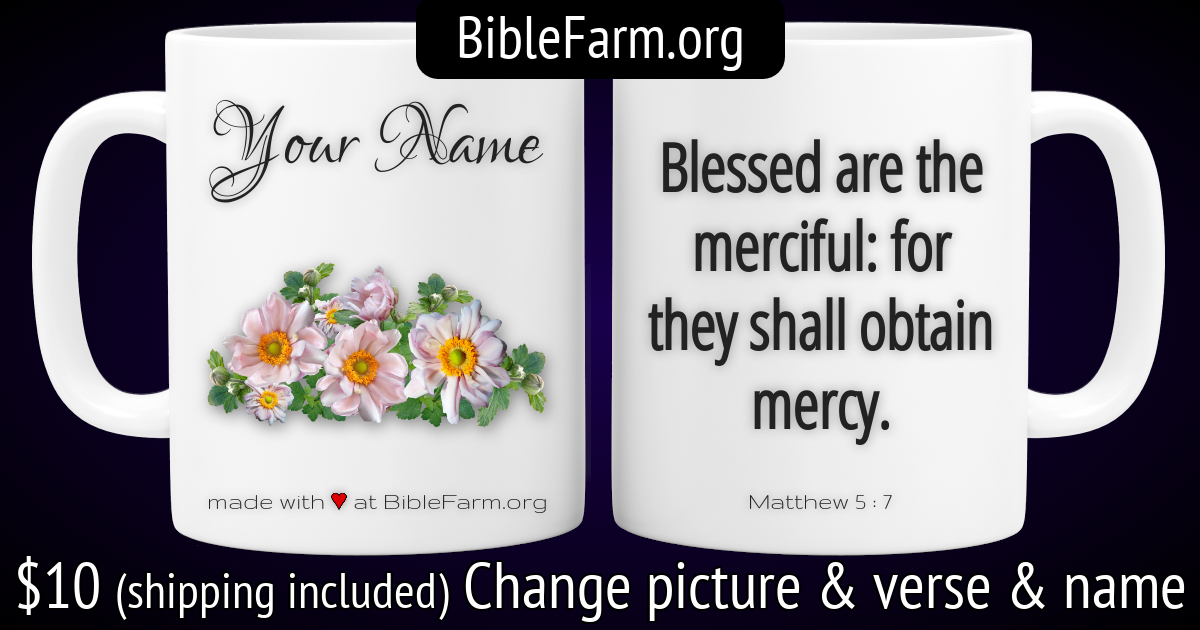 BibleFarm.org
Your Name
made with ♥ at BibleFarm.org
Blessed are the
merciful: for
they shall obtain
mercy.
Matthew 5 : 7
$10 (shipping included) Change picture & verse & name